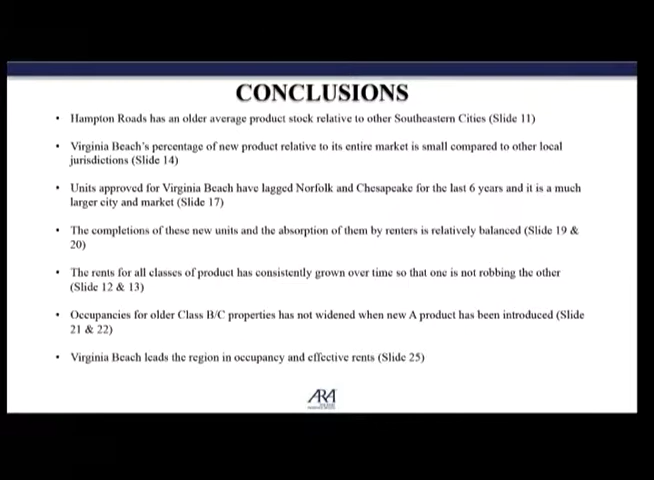 CONCLUSIONS
• Hampton Roads has an older average product stock relative to other Southeastern Cities (Slide 11)
• Virginia Beach's percentage of new product relative to its entire market is small compared to other local
jurisdictions (Slide 14)
• Units approved for Virginia Beach have lagged Norfolk and Chesapeake for the last 6 years and it is a much
larger city and market (Slide 17)
• The completions of these new units and the absorption of them by renters is relatively balanced (Slide 19 &
20)
• The rents for all classes of product has consistently grown over time so that one is not robbing the other
(Slide 12 & 13)
• Occupancies for older Class B/C properties has not widened when new A product has been introduced (Slide
21 & 22)
• Virginia Beach leads the region in occupancy and effective rents (Slide 25)
ARA